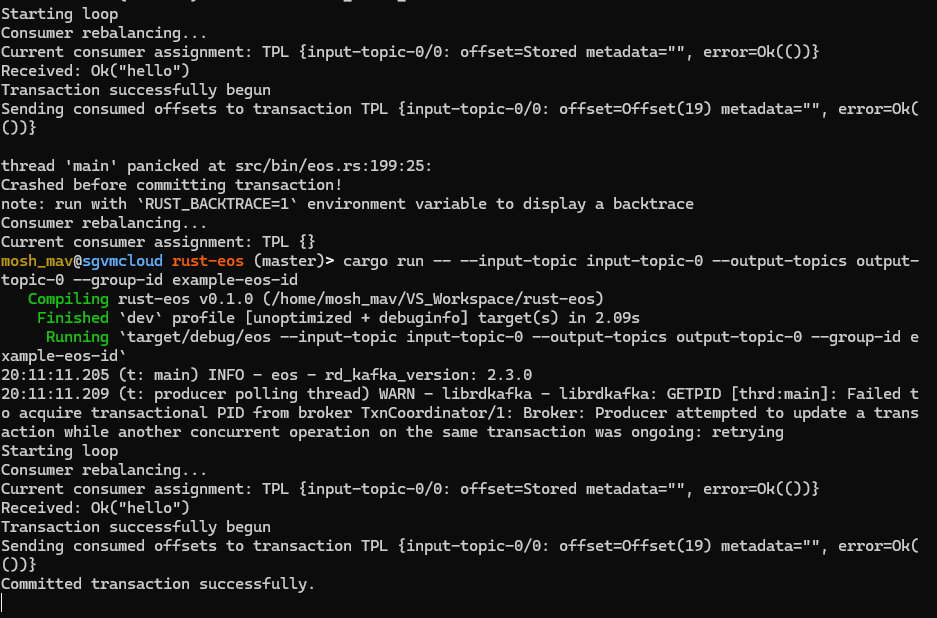 Starting loop
Consumer rebalancing...
Current consumer assignment: TPL {input-topic-0/0: offset=Stored metadata="", error=Ok(())}
Received: Ok("hello")
Transaction successfully begun
Sending consumed offsets to transaction TPL {input-topic-0/0: offset=Offset(19) metadata="", error=Ok(
())}
thread 'main' panicked at src/bin/eos.rs:199:25:
Crashed before committing transaction!
note: run with `RUST_BACKTRACE=1` environment variable to display a backtrace
Consumer rebalancing...
Current consumer assignment: TPL {}
mosh_mav@sgvmcloud rust-eos (master)> cargo run -- --input-topic input-topic-0 --output-topics output-
topic-0 --group-id example-eos-id
Compiling rust-eos v0.1.0 (/home/mosh_mav/VS_Workspace/rust-eos)
Finished `dev` profile [unoptimized + debuginfo] target(s) in 2.09s
Running `target/debug/eos --input-topic input-topic-0 --output-topics output-topic-0 --group-id e
xample-eos-id`
20:11:11.205 (t: main) INFO - eos - rd_kafka_version: 2.3.0
20:11:11.209 (t: producer polling thread) WARN - librdkafka - librdkafka: GETPID [thrd:main]: Failed t
o acquire transactional PID from broker TxnCoordinator/1: Broker: Producer attempted to update a trans
action while another concurrent operation on the same transaction was ongoing: retrying
Starting loop
Consumer rebalancing...
Current consumer assignment: TPL {input-topic-0/0: offset=Stored metadata="", error=Ok(())}
Received: Ok("hello")
Transaction successfully begun
Sending consumed offsets to transaction TPL {input-topic-0/0: offset=Offset(19) metadata="", error=Ok(
())}
Committed transaction successfully.